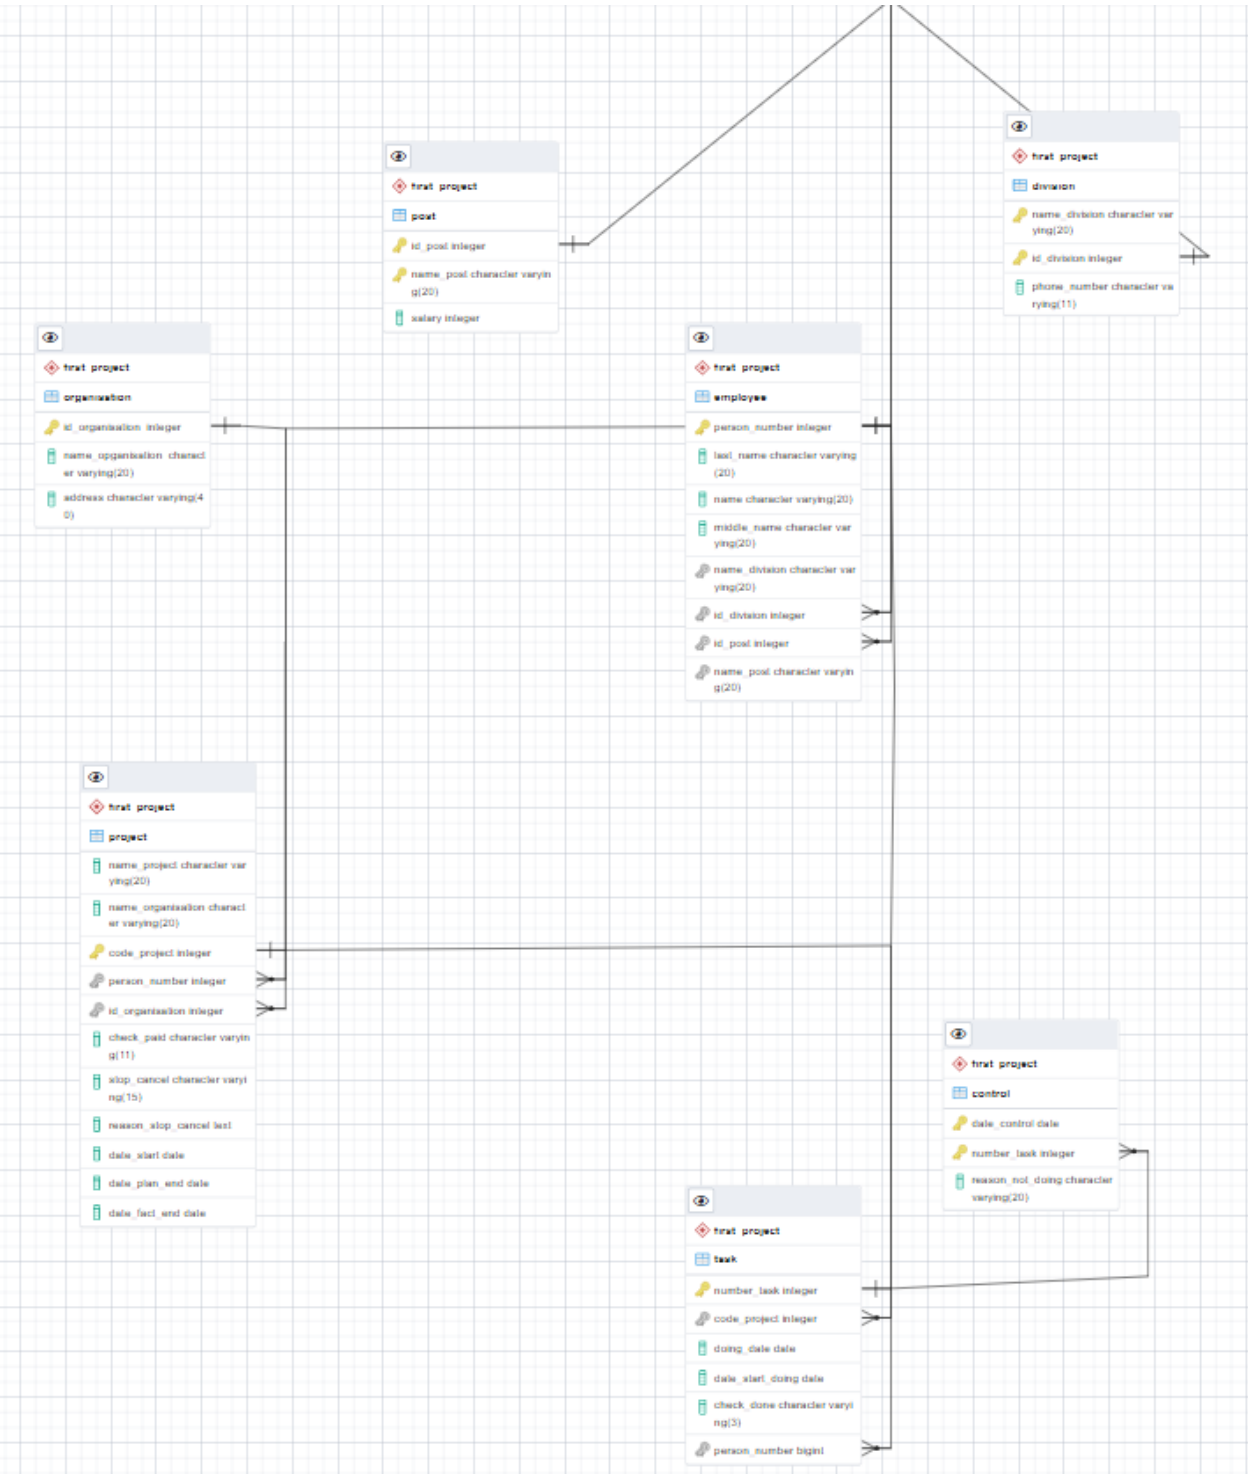 first_project
post
id_post integer
name_post character varyin
g(20)
salary integer
first_project
division
name_division character var
ying(20)
id_division integer
phone_number character va
rying(11)
first_project
organisation
id_organisation integer
name_opganisation charact
er varying(20)
address character varying(4
0)
first_project
employee
person_number integer
last_name character varying
(20)
name character varying(20)
middle_name character var
ying(20)
name_division character var
ying(20)
id_division integer
id_post integer
name_post character varyin
g(20)
first_project
project
name_project character var
ying(20)
name_organisation charact
er varying(20)
code_project integer
person_number integer
id_organisation integer
check_paid character varyin
g(11)
stop_cancel character varyi
ng(15)
reason_stop_cancel text
date_start date
date_plan_end date
date_fact_end date
first_project
control
date_control date
number_task integer
reason_not_doing character
varying(20)
first_project
task
number_task integer
code_project integer
doing_date date
date_start_doing date
check_done character varyi
ng(3)
person_number bigint